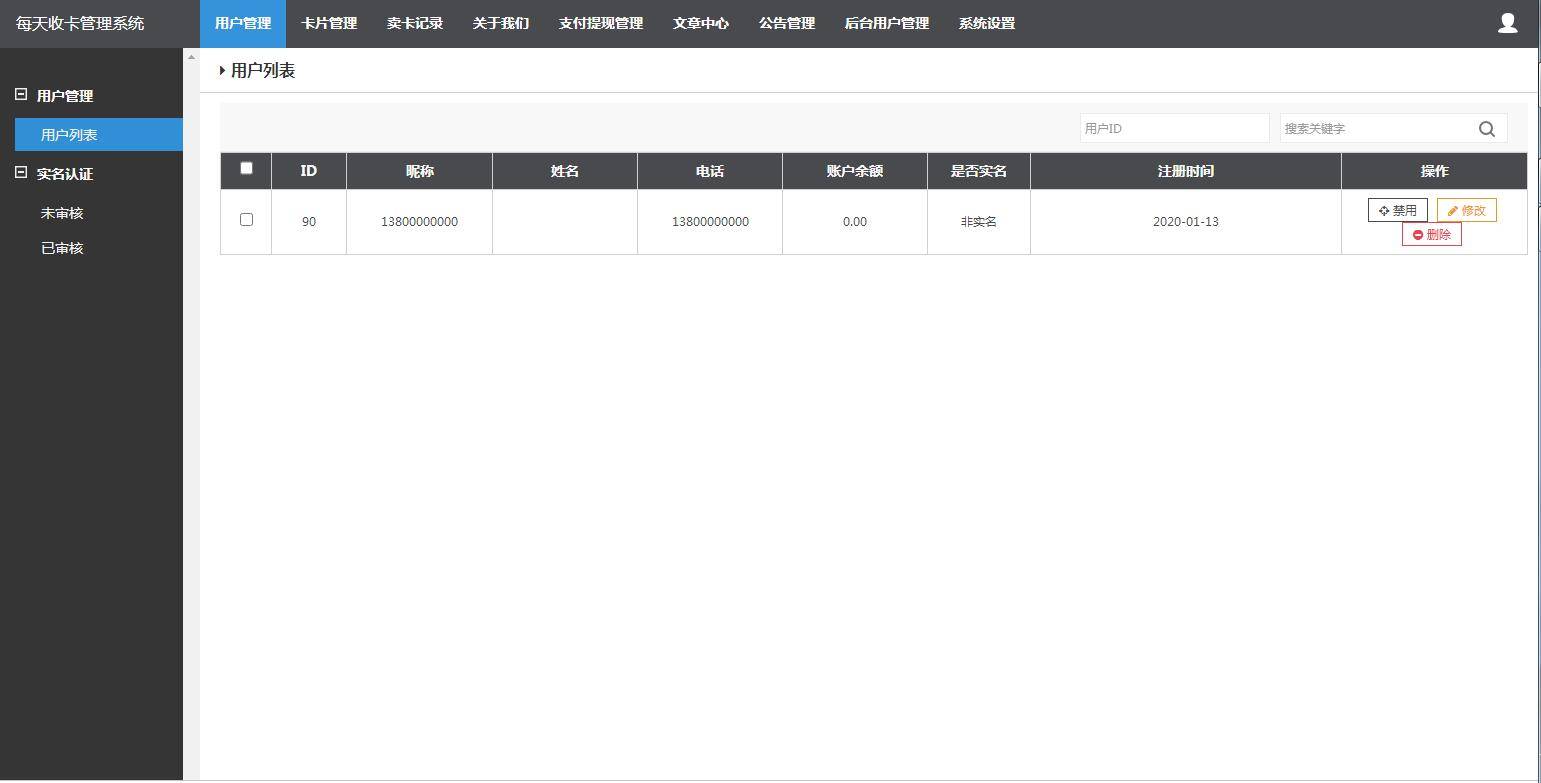 每天收卡管理系统 用户管理 卡片管理 卖卡记录 关于我们 支付提现管理 文章中心 公告管理 后台用户管理 系统设置
用户管理
用户列表
实名认证
未审核
已审核
用户列表
用户ID 搜索关键字
ID 昵称 姓名 电话 账户余额 是否实名 注册时间 操作
90 13800000000 13800000000 0.00 非实名 2020-01-13 禁用 修改
删除